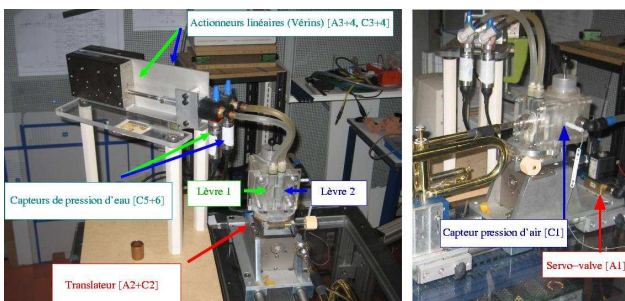 Actionneurs linéaires (Vérins) [A3+4, C3+4]
Capteurs de pression d'eau [C5+6]
Lèvre 1
Lèvre 2
Translateur [A2+C2]
Capteur pression d'air [C1]
Servo-valve [A1]